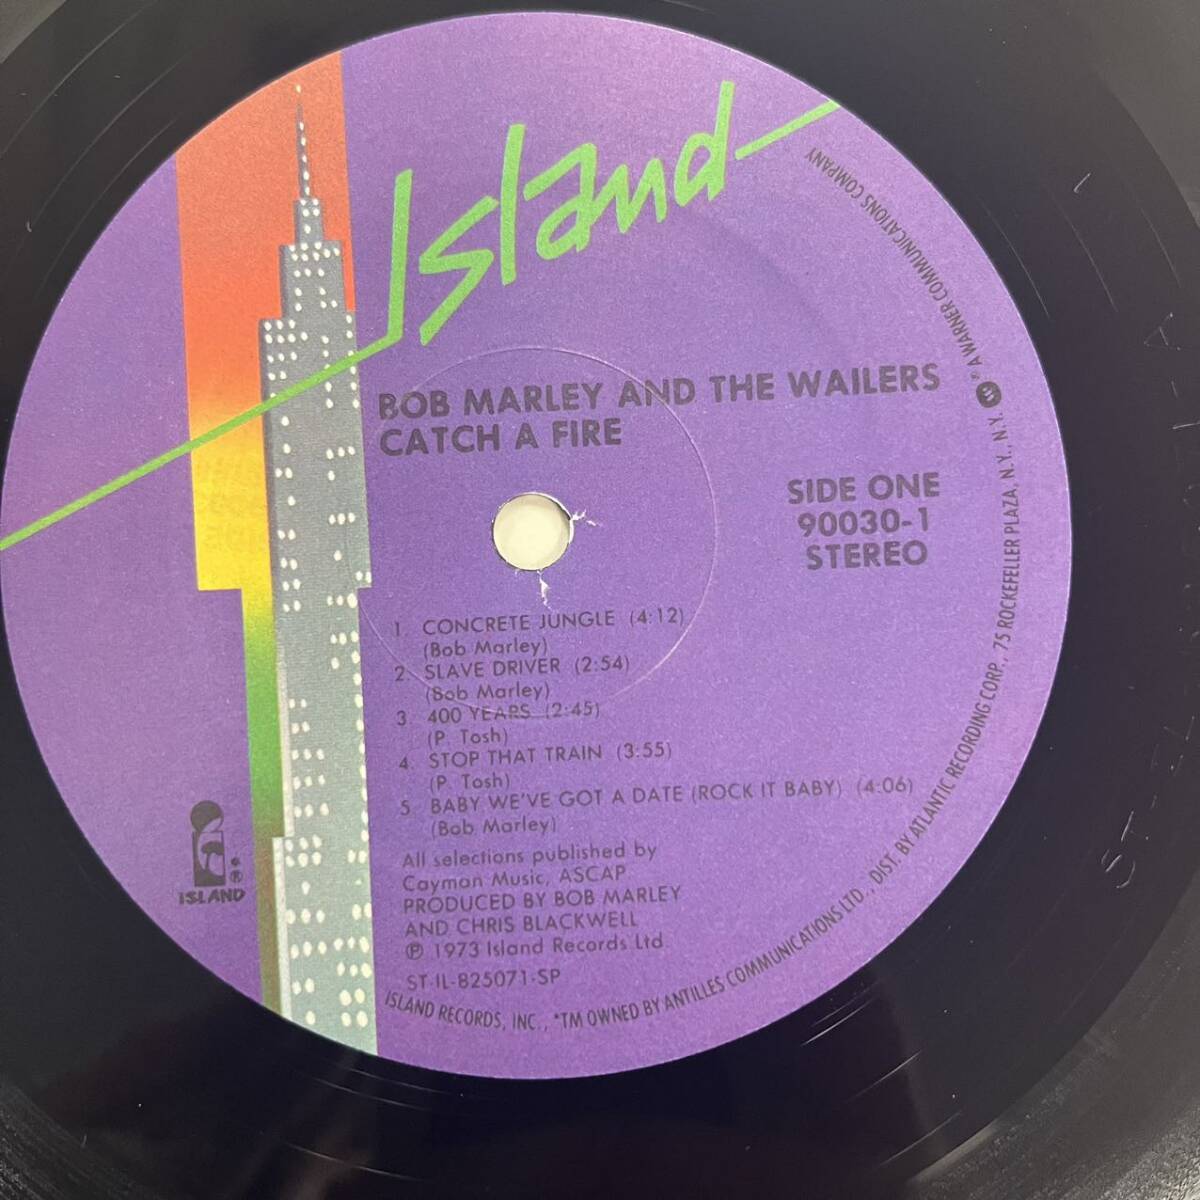 Island
BOB MARLEY AND THE WAILERS
CATCH A FIRE
SIDE ONE
90030-1
STEREO
1. CONCRETE JUNGLE (4:12)
(Bob Marley)
2. SLAVE DRIVER (2:54)
(Bob Marley)
3. 400 YEARS (2:45)
(P. Tosh)
4. STOP THAT TRAIN (3:55)
(P. Tosh)
5 BABY WE'VE GOT A DATE (ROCK IT BABY) (4:06)
(Bob Marley)
All selections published by
Cayman Music, ASCAP
PRODUCED BY BOB MARLEY
AND CHRIS BLACKWELL
℗ 1973 Island Records Ltd.
ST-IL-825071-SP
ISLAND ®
ISLAND RECORDS, INC., *TM OWNED BY ANTILLES COMMUNICATIONS LTD., DIST. BY ATLANTIC RECORDING CORP., 75 ROCKEFELLER PLAZA, N.Y., N.Y. ® A WARNER COMMUNICATIONS COMPANY